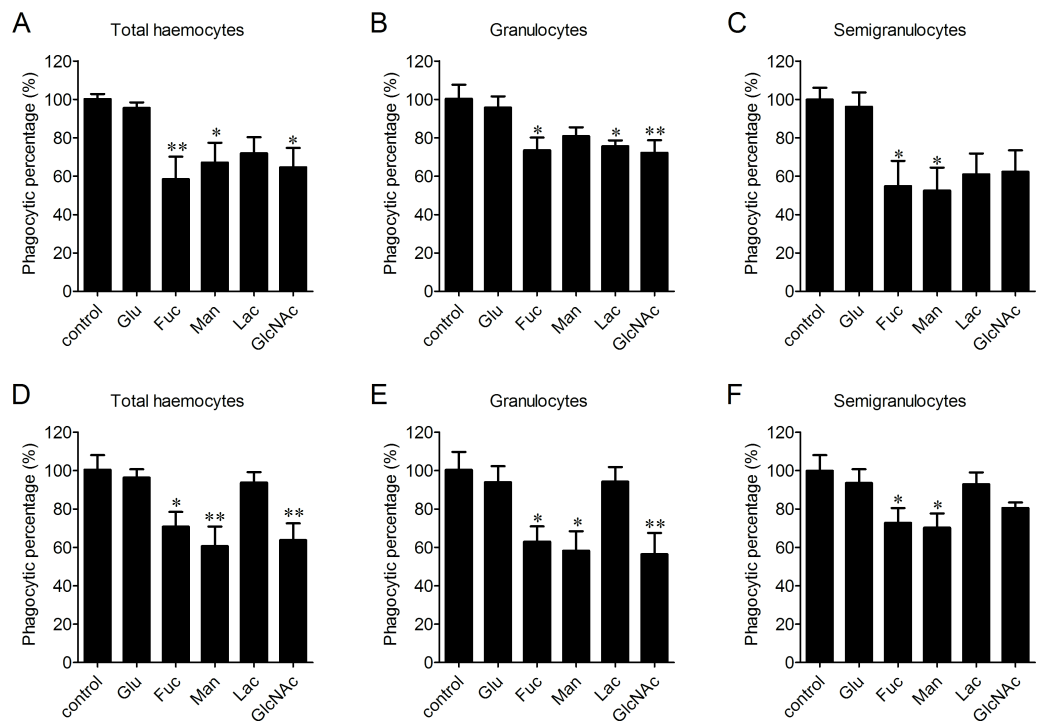 A
Total haemocytes
Phagocytic percentage (%)
120
100
80
60
40
20
0
** * *
control Glu Fuc Man Lac GlcNAc
B
Granulocytes
Phagocytic percentage (%)
120
100
80
60
40
20
0
* * **
control Glu Fuc Man Lac GlcNAc
C
Semigranulocytes
Phagocytic percentage (%)
120
100
80
60
40
20
0
* *
control Glu Fuc Man Lac GlcNAc
D
Total haemocytes
Phagocytic percentage (%)
120
100
80
60
40
20
0
* ** **
control Glu Fuc Man Lac GlcNAc
E
Granulocytes
Phagocytic percentage (%)
120
100
80
60
40
20
0
* * **
control Glu Fuc Man Lac GlcNAc
F
Semigranulocytes
Phagocytic percentage (%)
120
100
80
60
40
20
0
* *
control Glu Fuc Man Lac GlcNAc